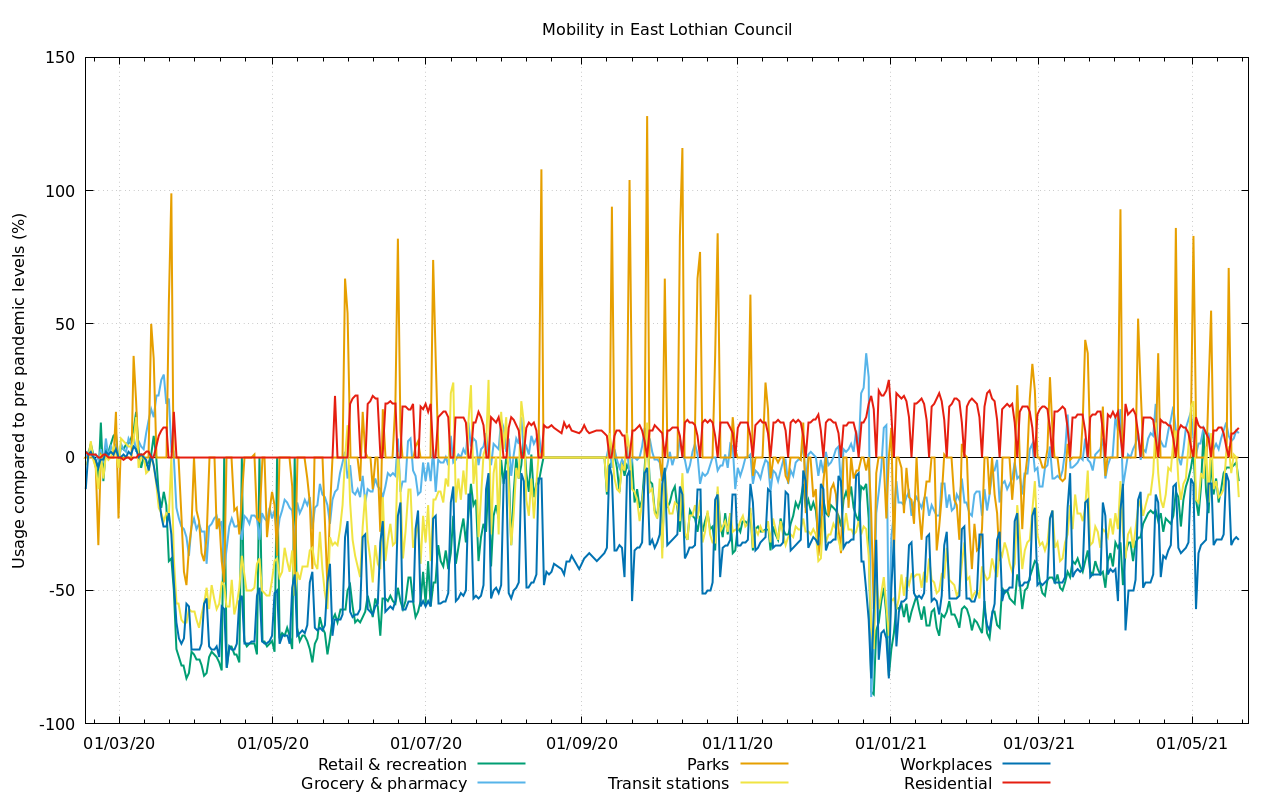 Mobility in East Lothian Council
Usage compared to pre pandemic levels (%)
150
100
50
0
-50
-100
01/03/20 01/05/20 01/07/20 01/09/20 01/11/20 01/01/21 01/03/21 01/05/21
Retail & recreation Parks Workplaces
Grocery & pharmacy Transit stations Residential